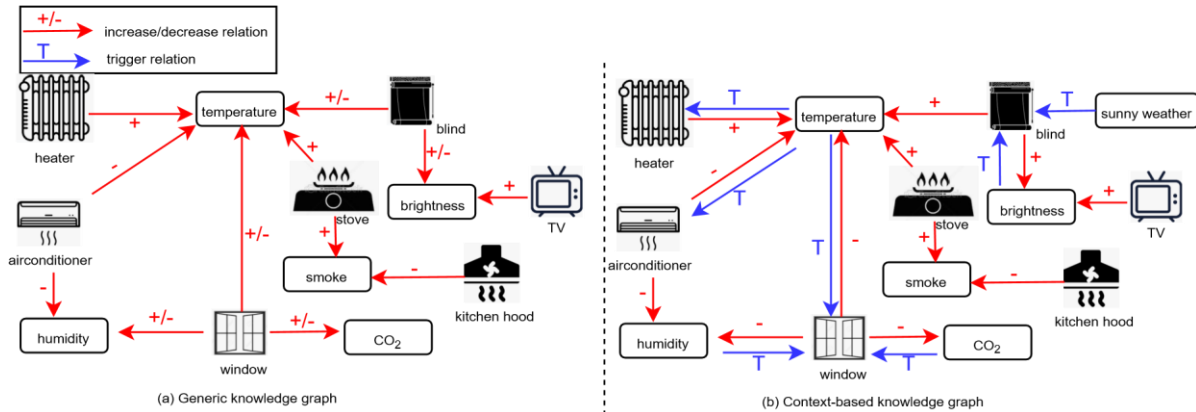 +/-
increase/decrease relation
T
trigger relation
temperature
+/-
heater
+
-
blind
+
+/-
stove
brightness
+
TV
airconditioner
+/-
+
smoke
-
-
kitchen hood
humidity
+/-
+/-
CO2
window
(a) Generic knowledge graph
T
temperature
+
T
sunny weather
heater
+
blind
-
+
T
+
T
brightness
+
stove
TV
airconditioner
T
-
+
smoke
-
-
kitchen hood
humidity
-
-
T
T
CO2
window
(b) Context-based knowledge graph